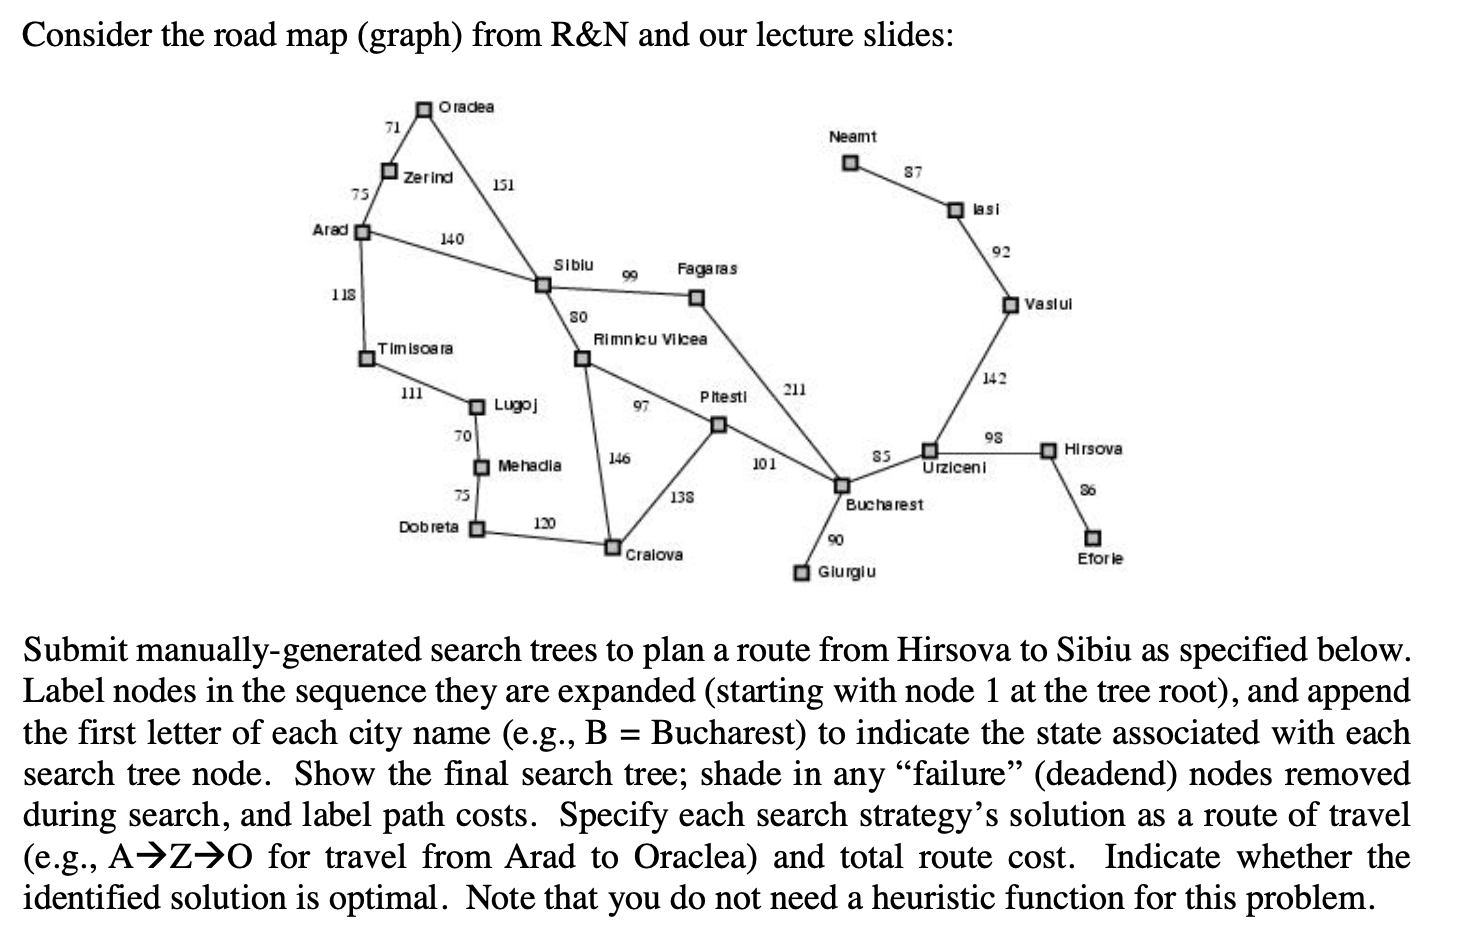 Consider the road map (graph) from R&N and our lecture slides:
Oradea
71
Neamt
87
Zerind
151
75
Iasi
Arad
140
92
Sibiu
99
Fagaras
118
80
Vaslui
Rimnicu Vilcea
Timisoara
142
111
Pitesti
211
Lugoj
97
70
98
Hirsova
146
101
85
Urziceni
Mehadia
75
138
86
Bucharest
120
Dobreta
90
Craiova
Eforie
Giurgiu
Submit manually-generated search trees to plan a route from Hirsova to Sibiu as specified below.
Label nodes in the sequence they are expanded (starting with node 1 at the tree root), and append
the first letter of each city name (e.g., B = Bucharest) to indicate the state associated with each
search tree node. Show the final search tree; shade in any “failure” (deadend) nodes removed
during search, and label path costs. Specify each search strategy’s solution as a route of travel
(e.g., A→Z→O for travel from Arad to Oraclea) and total route cost. Indicate whether the
identified solution is optimal. Note that you do not need a heuristic function for this problem.